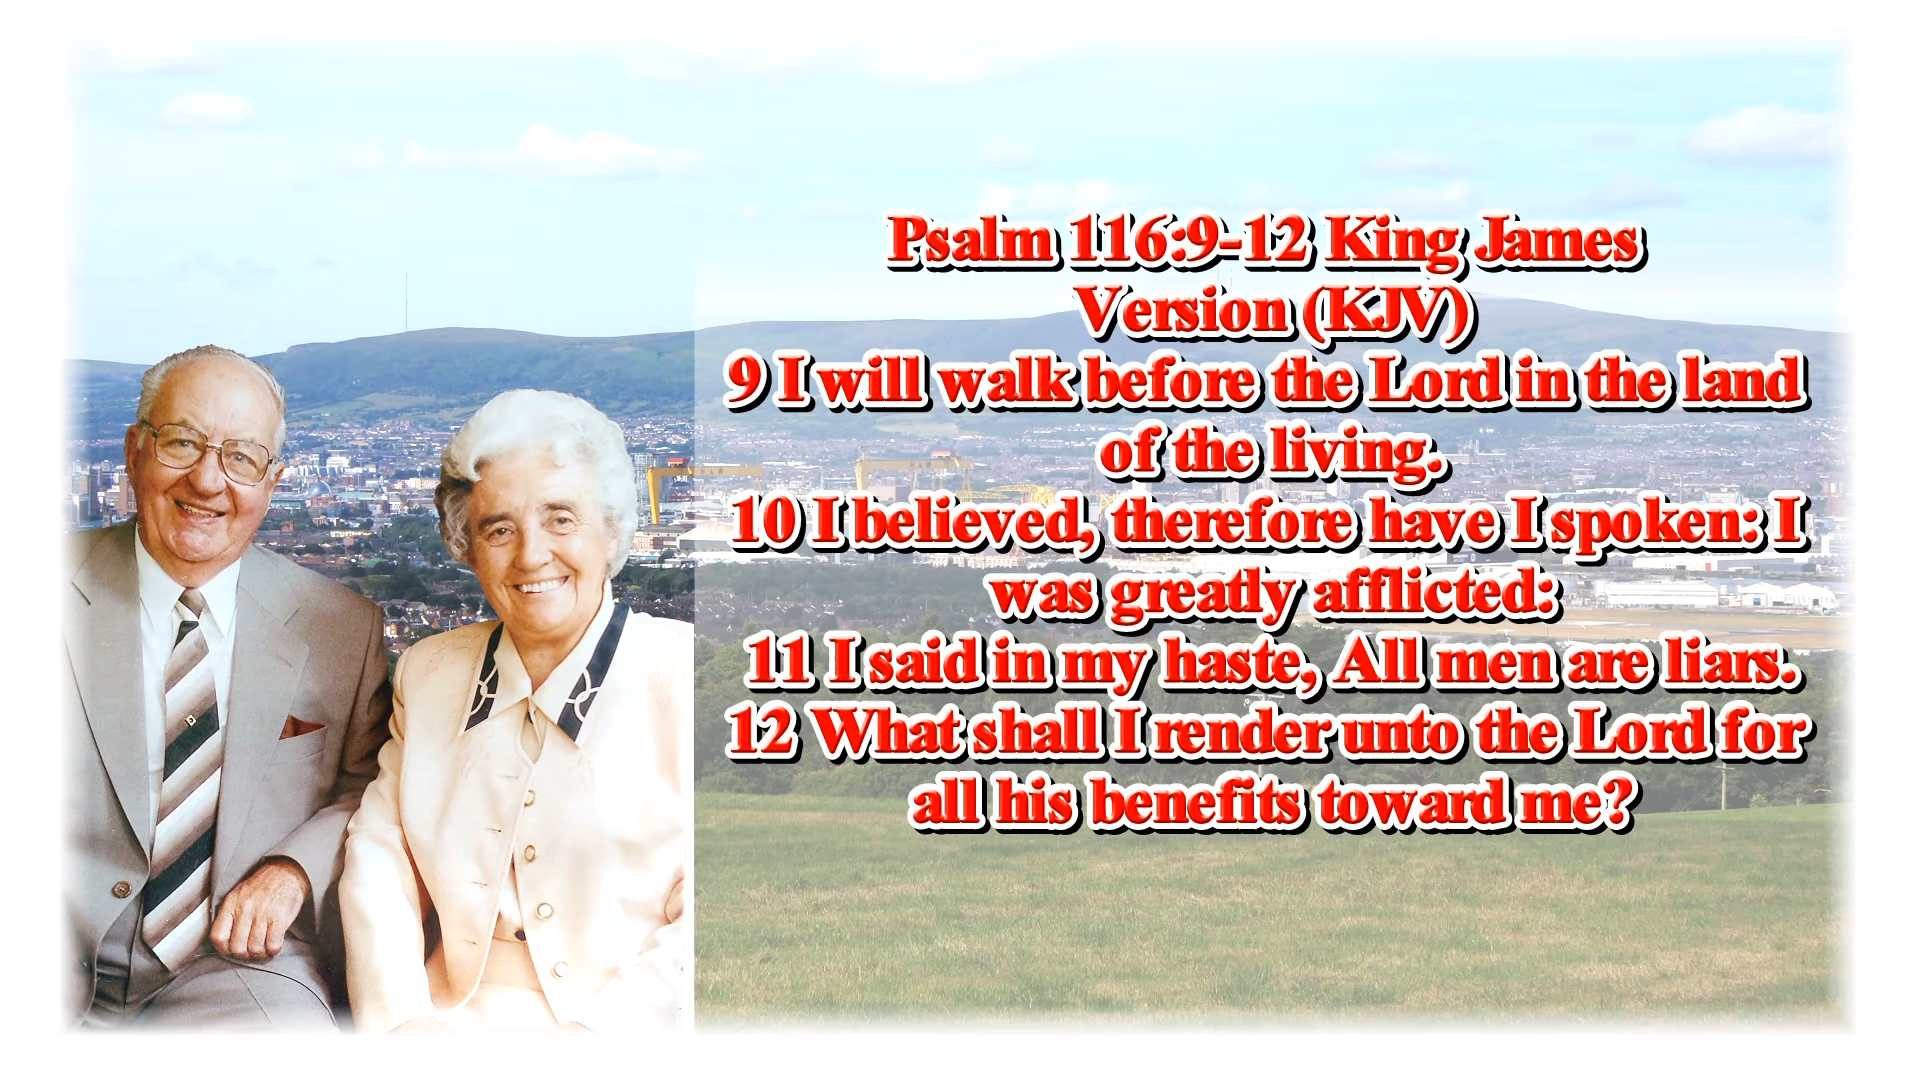 Psalm 116:9-12 King James
Version (KJV)
9 I will walk before the Lord in the land
of the living.
10 I believed, therefore have I spoken: I
was greatly afflicted:
11 I said in my haste, All men are liars.
12 What shall I render unto the Lord for
all his benefits toward me?